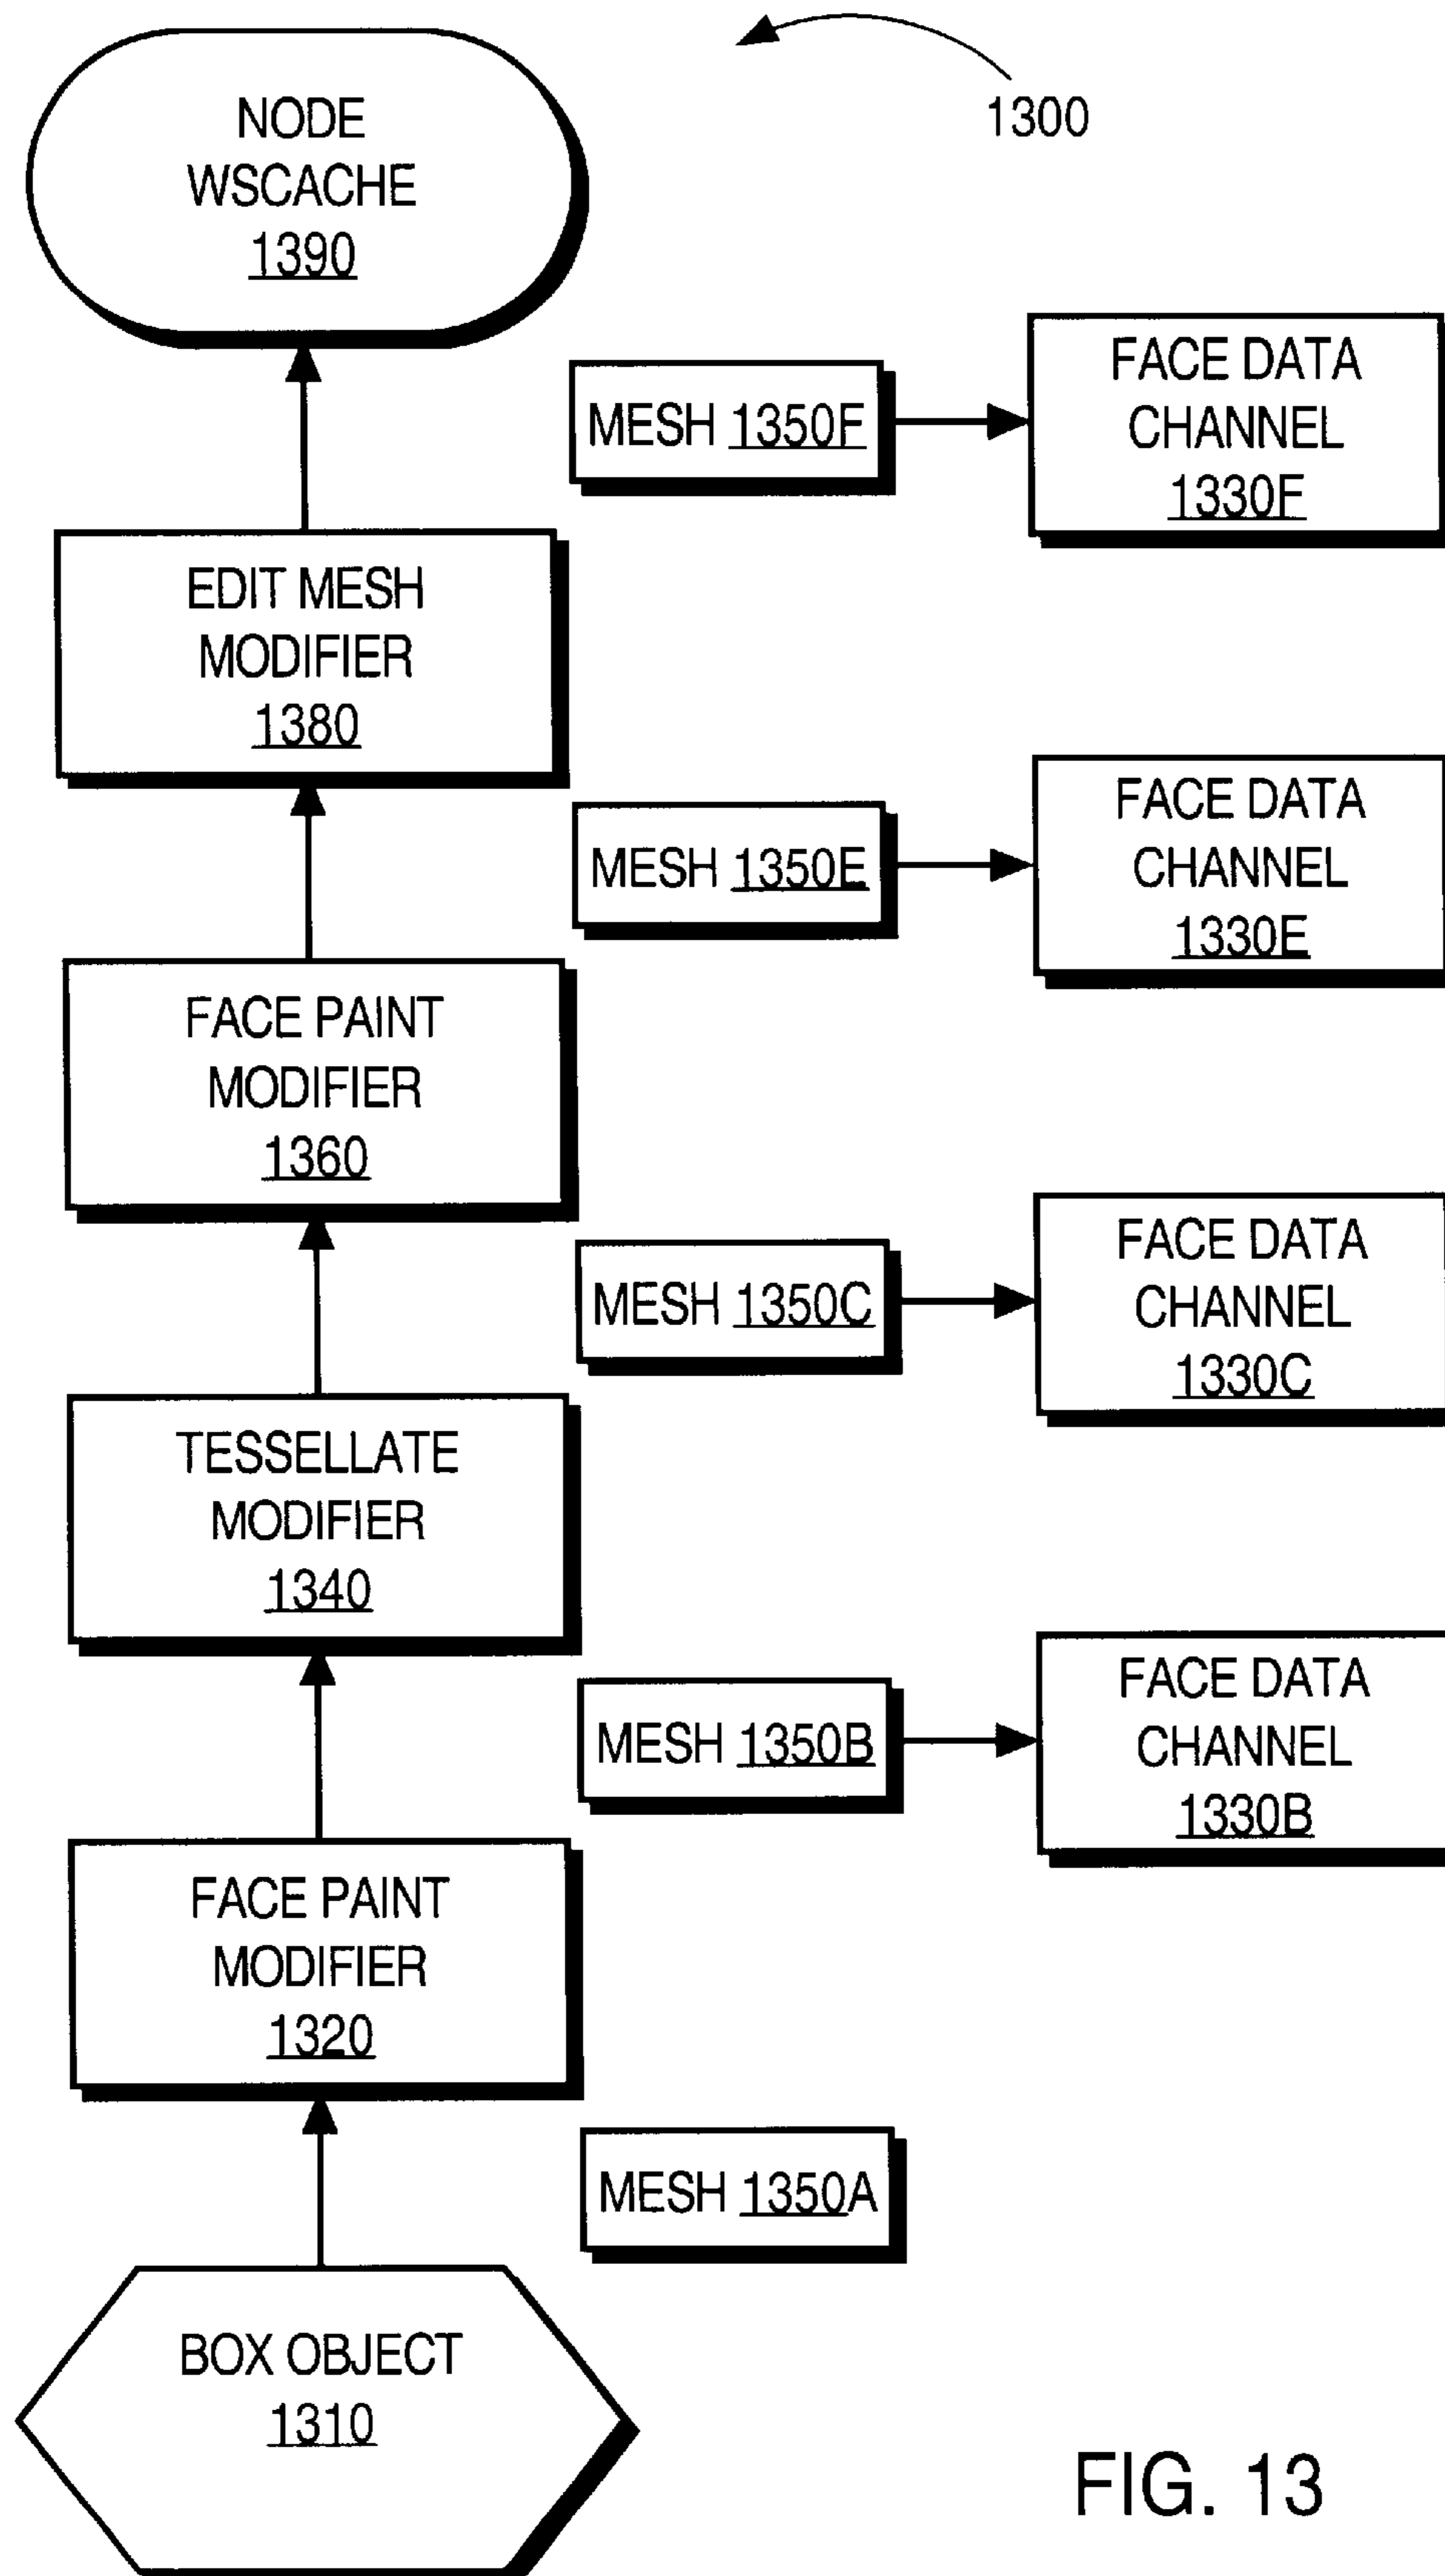 1300
NODE
WSCACHE
1390
FACE DATA
CHANNEL
1330F
MESH 1350F
EDIT MESH
MODIFIER
1380
FACE DATA
CHANNEL
1330E
MESH 1350E
FACE PAINT
MODIFIER
1360
FACE DATA
CHANNEL
1330C
MESH 1350C
TESSELLATE
MODIFIER
1340
FACE DATA
CHANNEL
1330B
MESH 1350B
FACE PAINT
MODIFIER
1320
MESH 1350A
BOX OBJECT
1310
FIG. 13